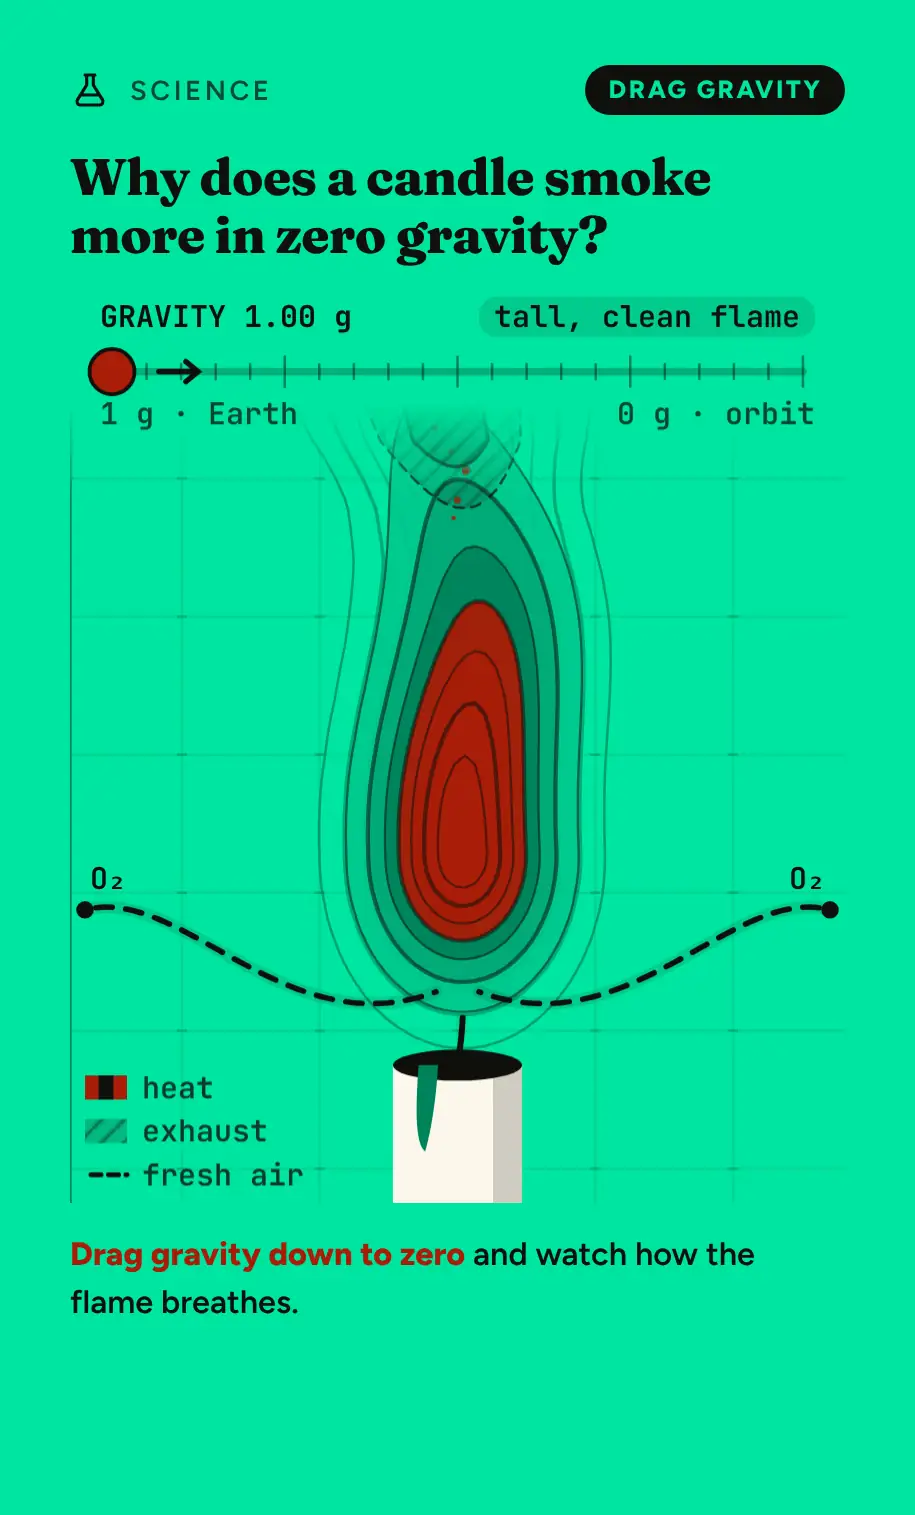 SCIENCE
DRAG GRAVITY
Why does a candle smoke
more in zero gravity?
GRAVITY 1.00 g
tall, clean flame
1 g · Earth
0 g · orbit
O₂
O₂
heat
exhaust
fresh air
Drag gravity down to zero and watch how the
flame breathes.